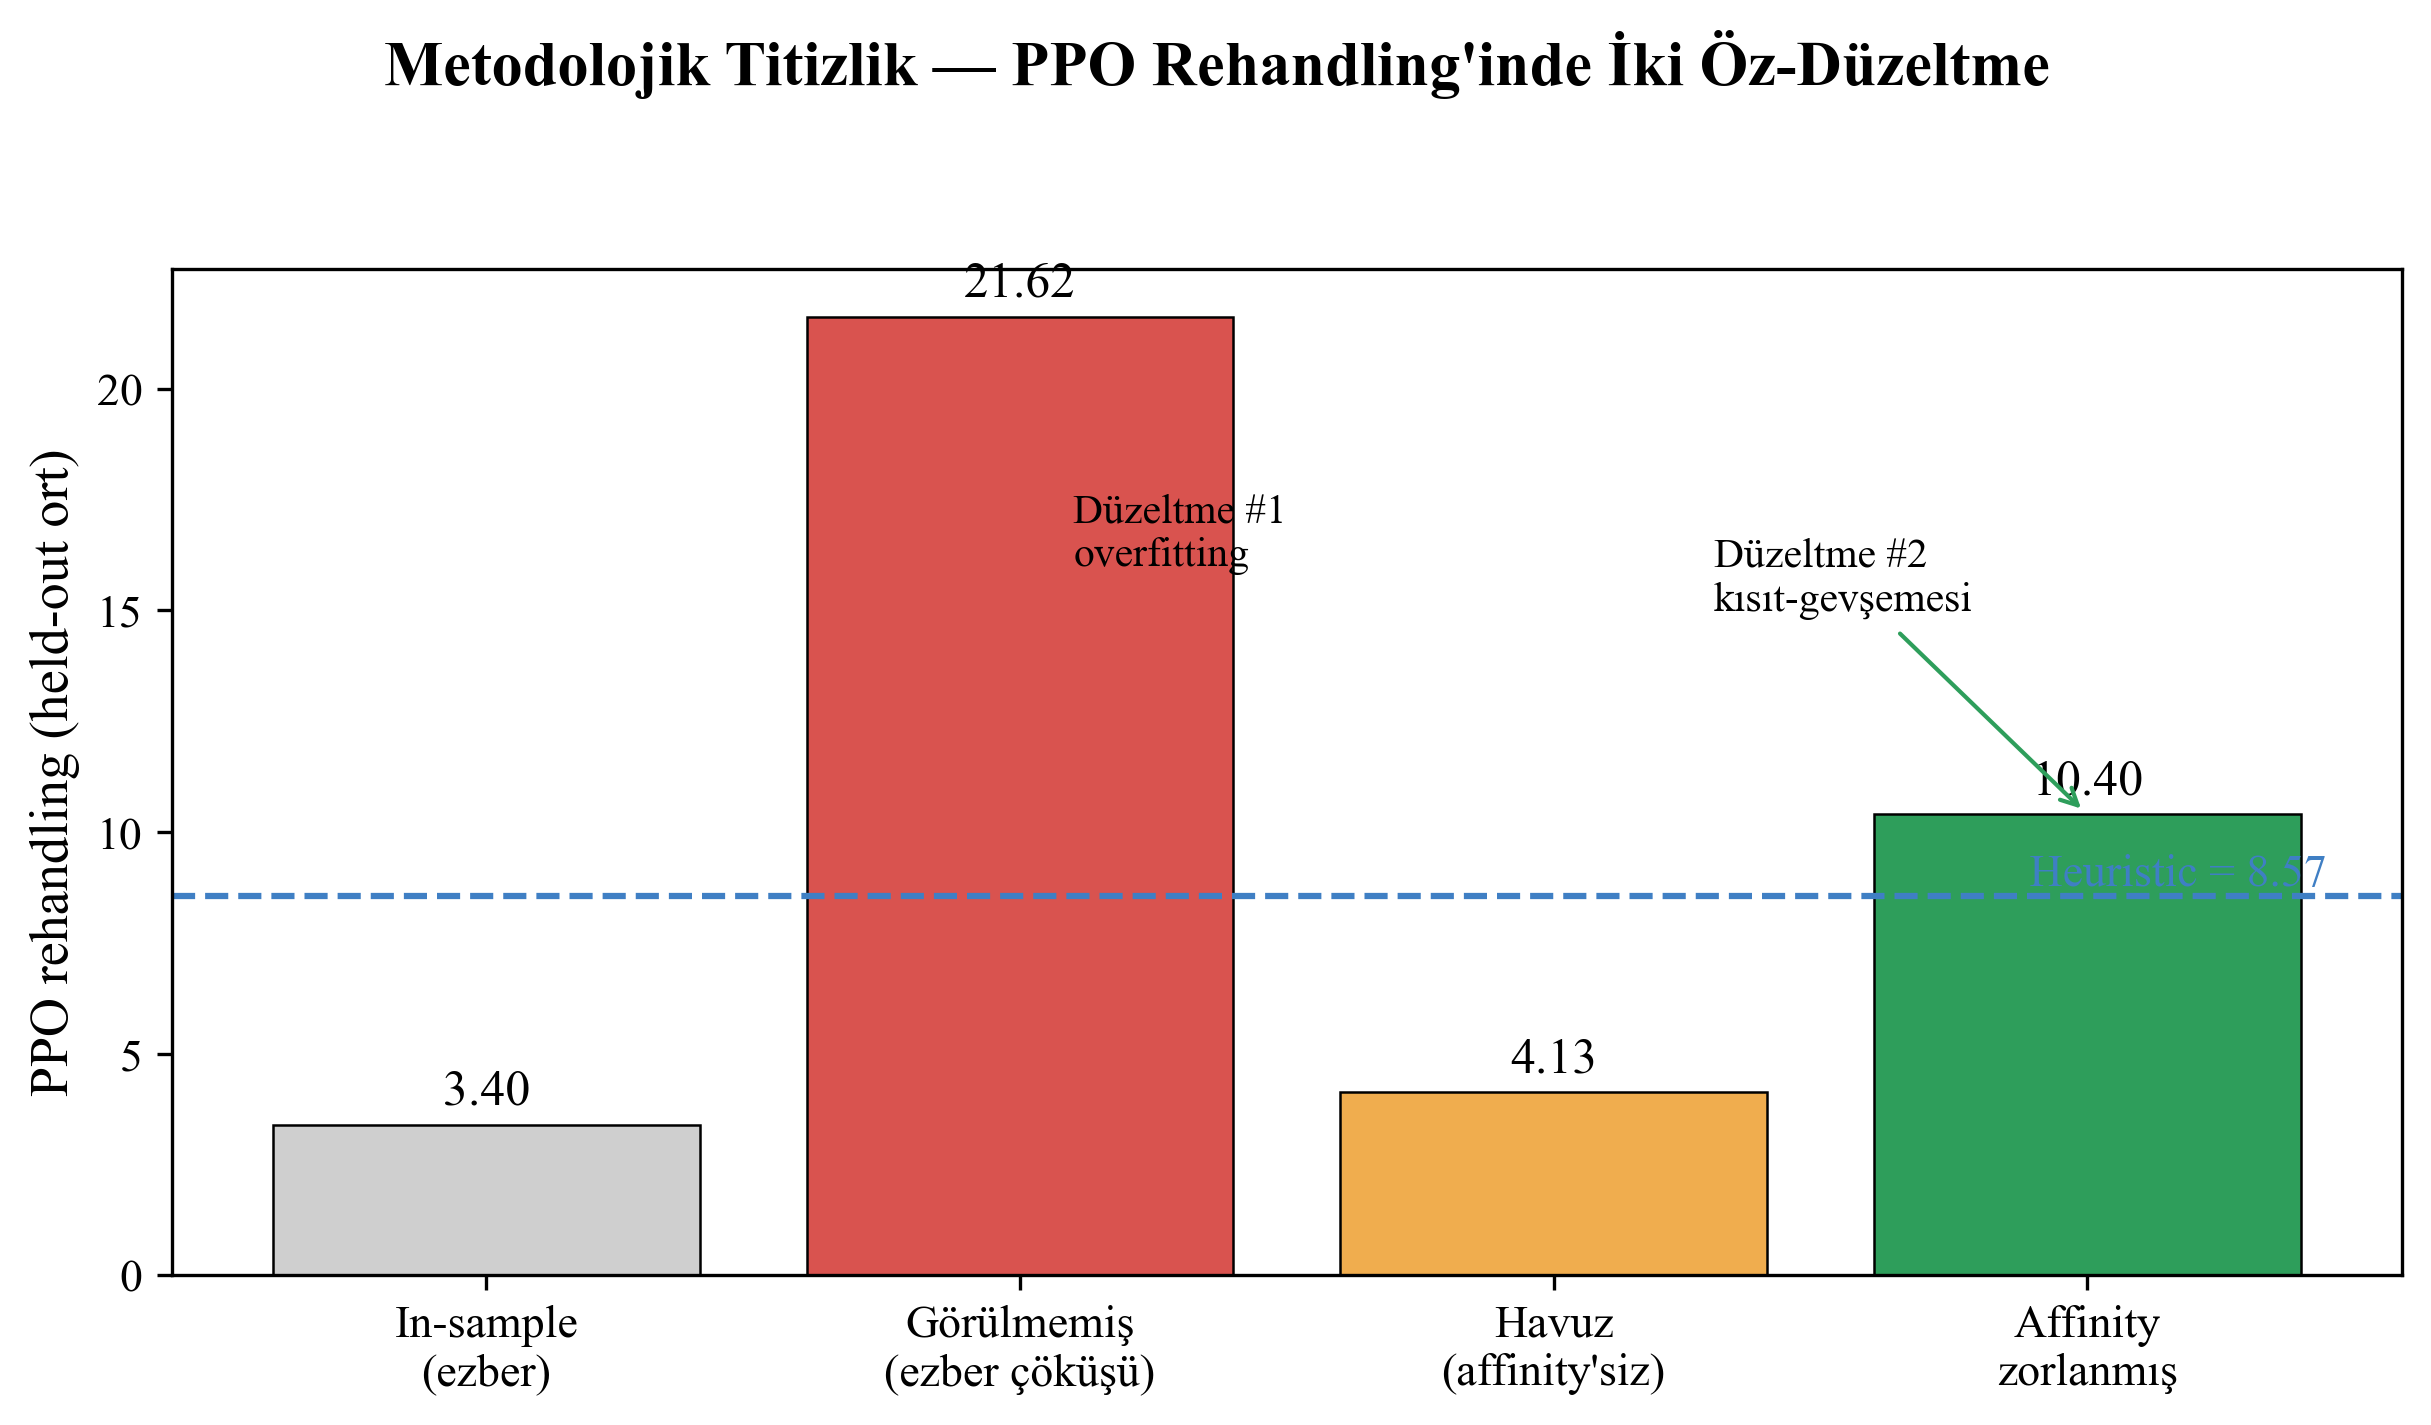 Metodolojik Titizlik — PPO Rehandling'inde İki Öz-Düzeltme
PPO rehandling (held-out ort)
20
15
10
5
0
21.62
Düzeltme #1
overfitting
Düzeltme #2
kısıt-gevşemesi
10.40
Heuristic = 8.57
3.40
4.13
In-sample
(ezber)
Görülmemiş
(ezber çöküşü)
Havuz
(affinity'siz)
Affinity
zorlanmış